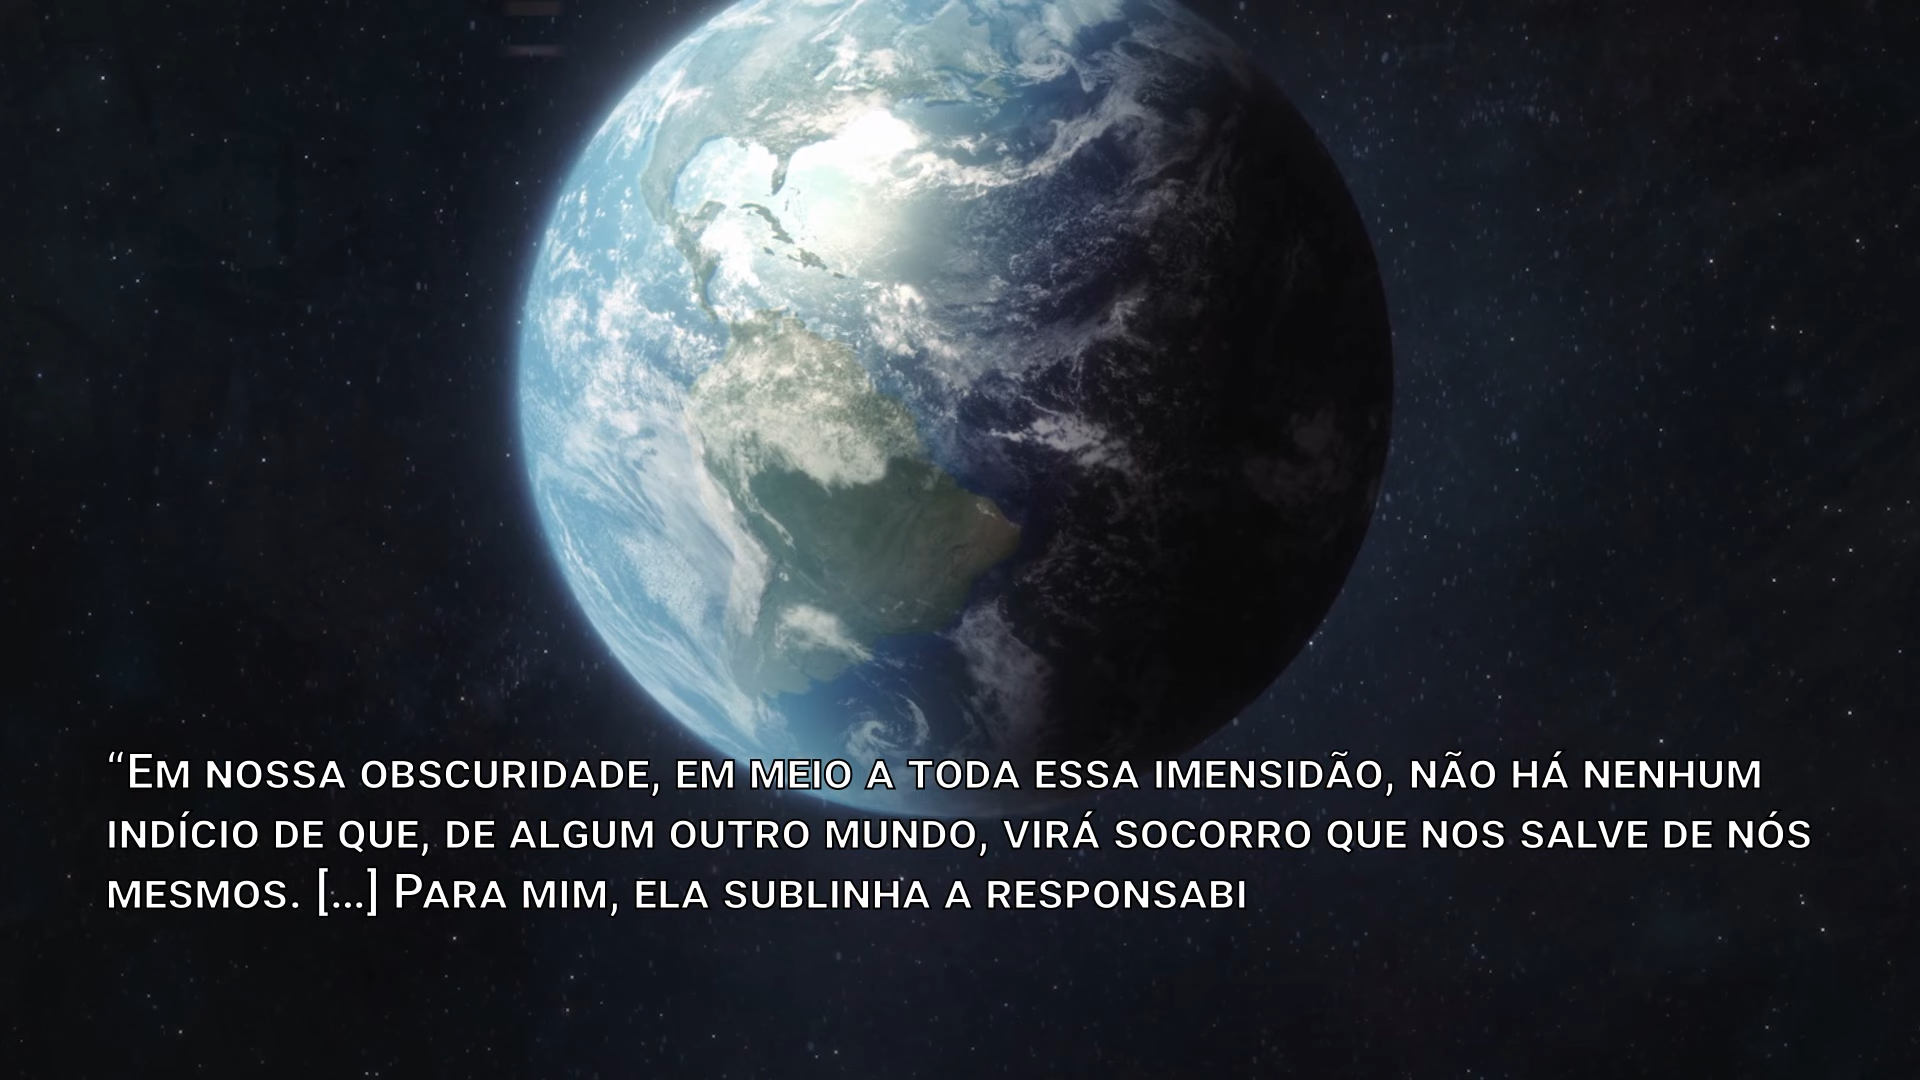 “Em nossa obscuridade, em meio a toda essa imensidão, não há nenhum
indício de que, de algum outro mundo, virá socorro que nos salve de nós
mesmos. [...] Para mim, ela sublinha a responsabi